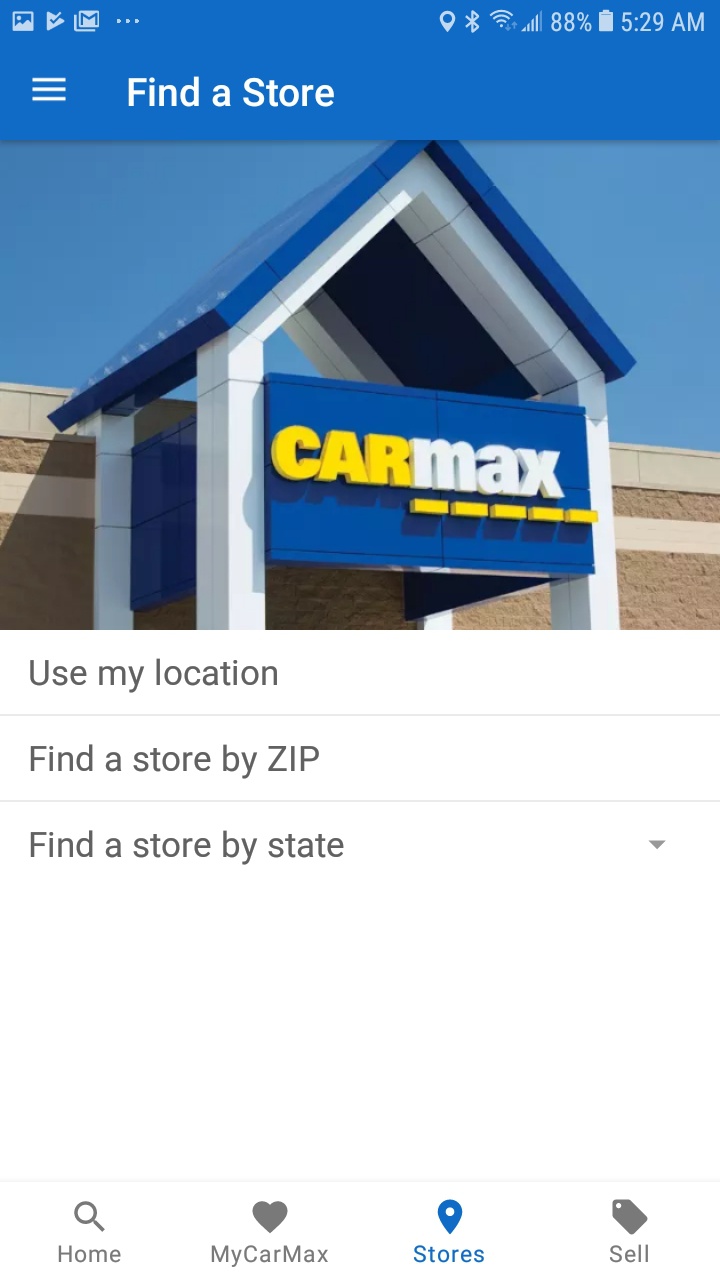 88% 5:29 AM
Find a Store
CARmax
Use my location
Find a store by ZIP
Find a store by state
Home MyCarMax Stores Sell